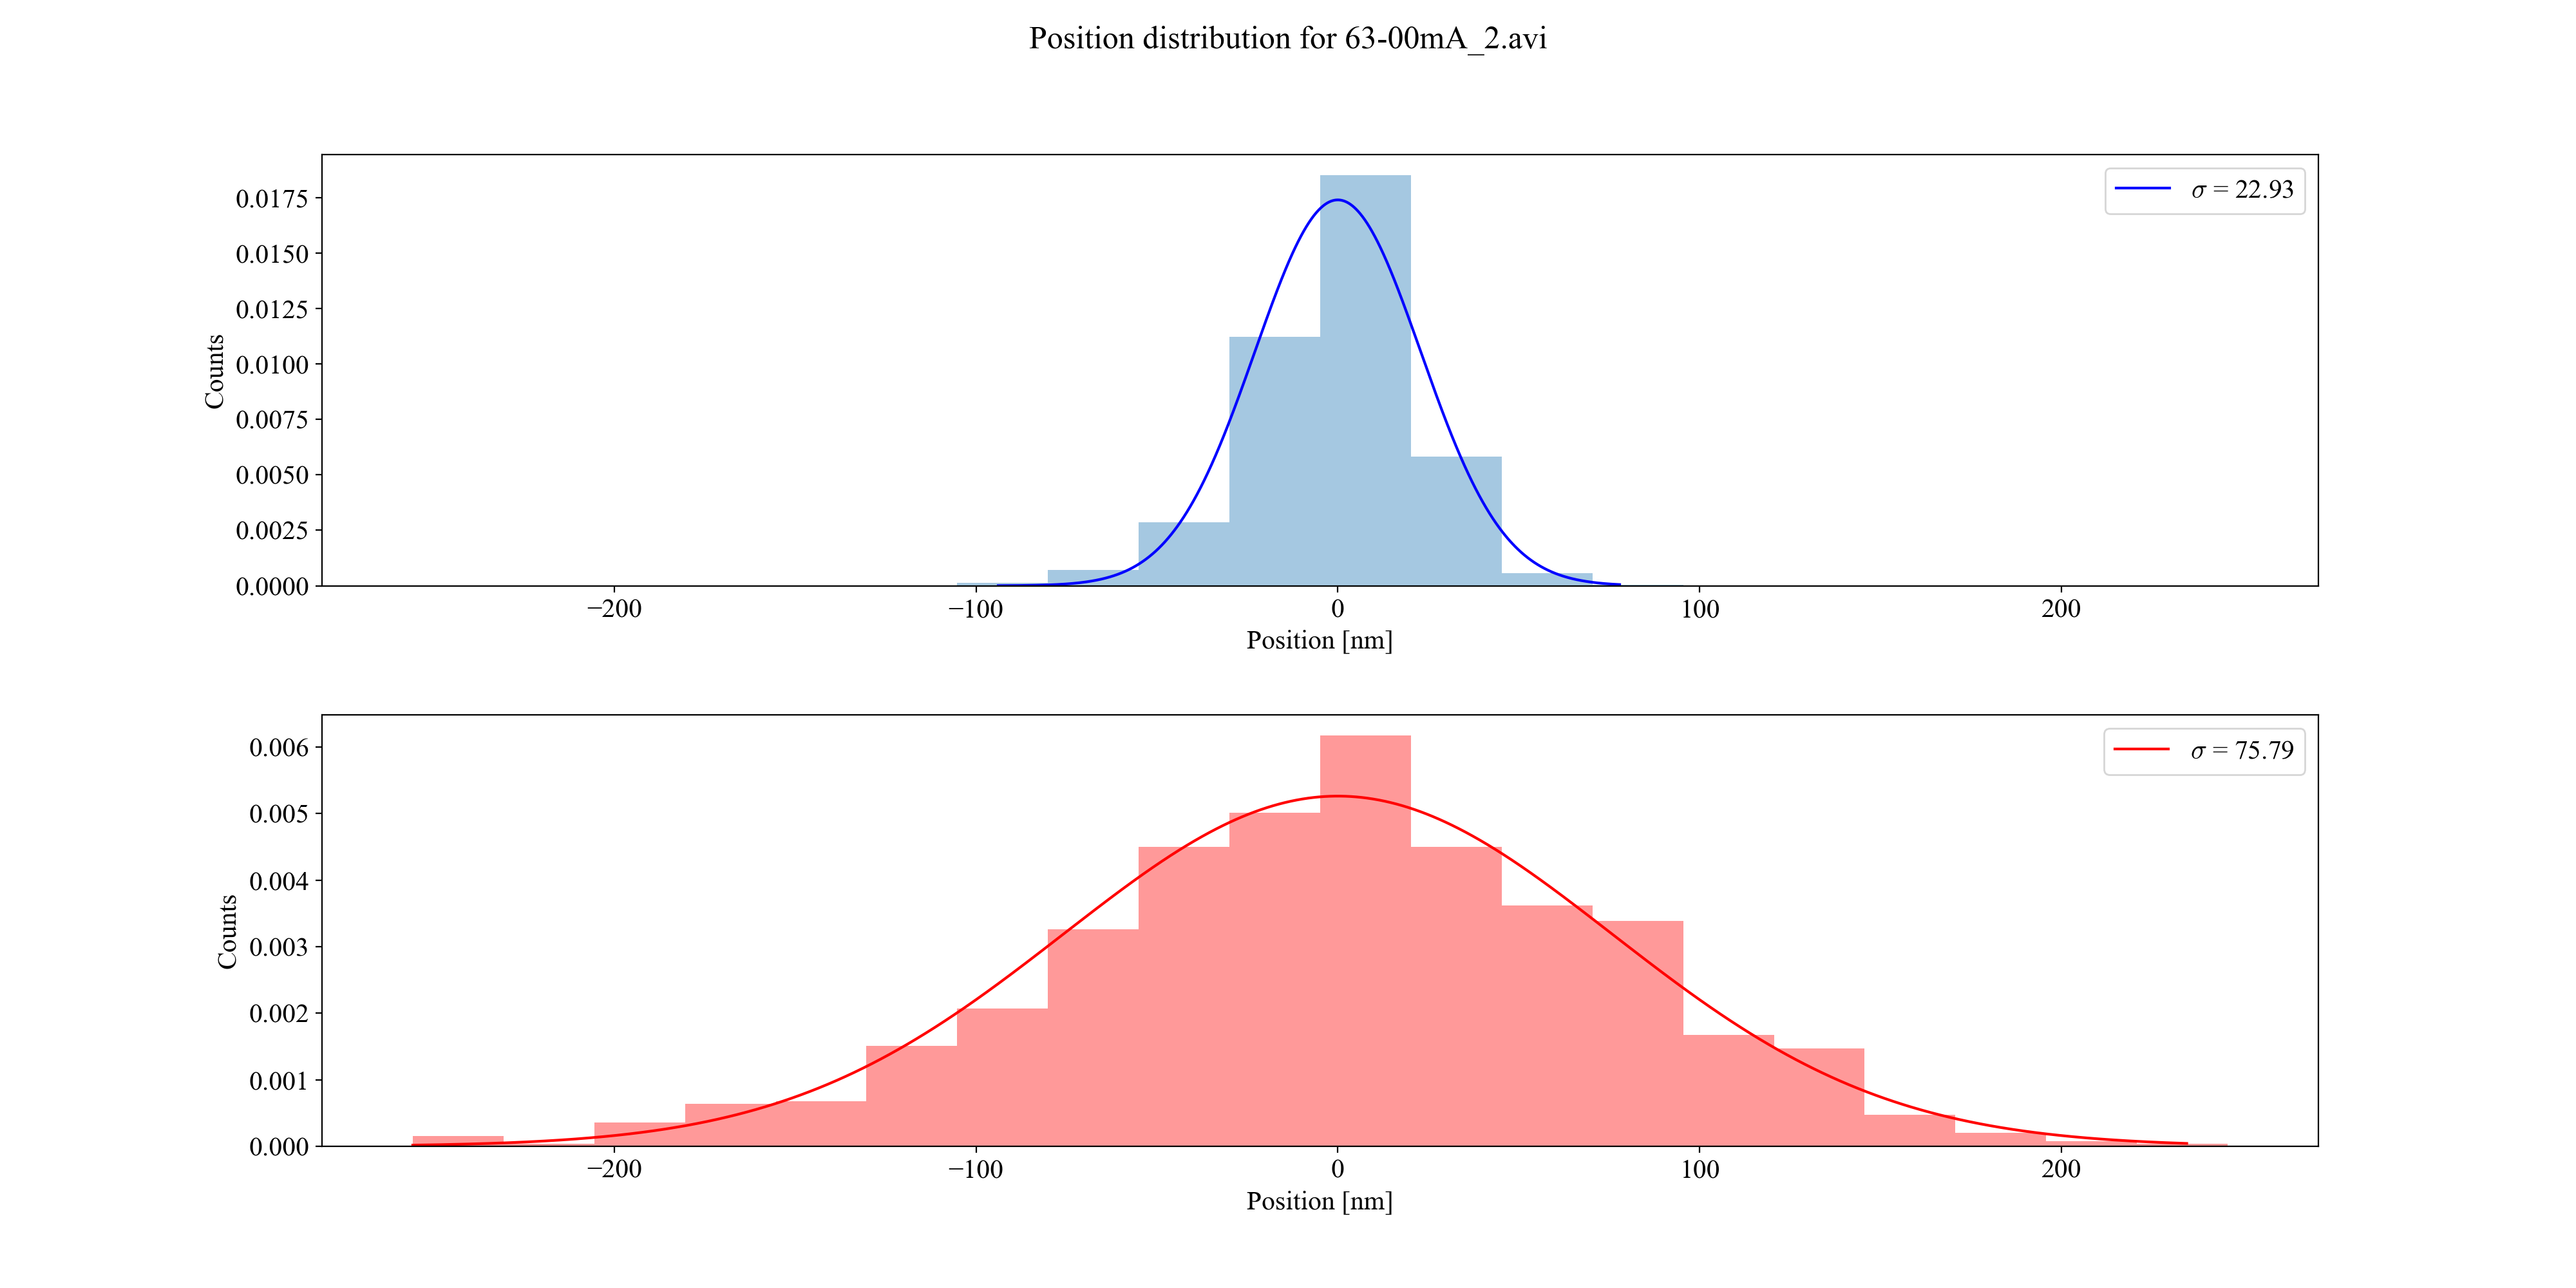 Position distribution for 63-00mA_2.avi
σ = 22.93
0.0175
0.0150
0.0125
0.0100
0.0075
0.0050
0.0025
0.0000
Counts
−200 −100 0 100 200
Position [nm]
σ = 75.79
0.006
0.005
0.004
0.003
0.002
0.001
0.000
Counts
−200 −100 0 100 200
Position [nm]